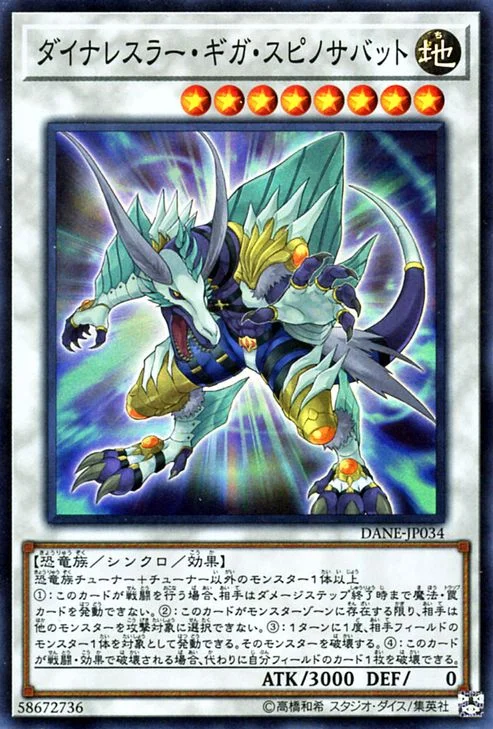 ダイナレスラー・ギガ・スピノサバット
地
DANE-JP034
【恐竜族／シンクロ／効果】
恐竜族チューナー＋チューナー以外のモンスター1体以上
①：このカードが戦闘を行う場合、相手はダメージステップ終了時まで魔法・罠
カードを発動できない。②：このカードがモンスターゾーンに存在する限り、相手は
他のモンスターを攻撃対象に選択できない。③：1ターンに1度、相手フィールドの
モンスター1体を対象として発動できる。そのモンスターを破壊する。④：このカード
が戦闘・効果で破壊される場合、代わりに自分フィールドのカード1枚を破壊できる。
ATK/3000 DEF/ 0
58672736
©高橋和希 スタジオ・ダイス/集英社